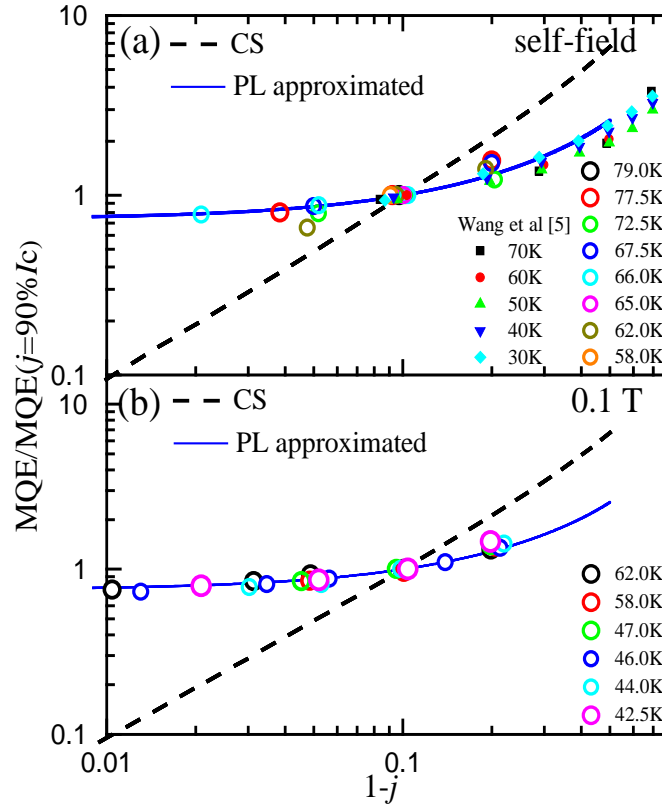 10
(a)
CS
self-field
PL approximated
79.0K
77.5K
72.5K
67.5K
66.0K
65.0K
62.0K
58.0K
1
Wang et al [5]
70K
60K
50K
40K
30K
0.1
MQE/MQE(j=90%Ic)
10
(b)
CS
0.1 T
PL approximated
1
62.0K
58.0K
47.0K
46.0K
44.0K
42.5K
0.1
0.01
0.1
1-j